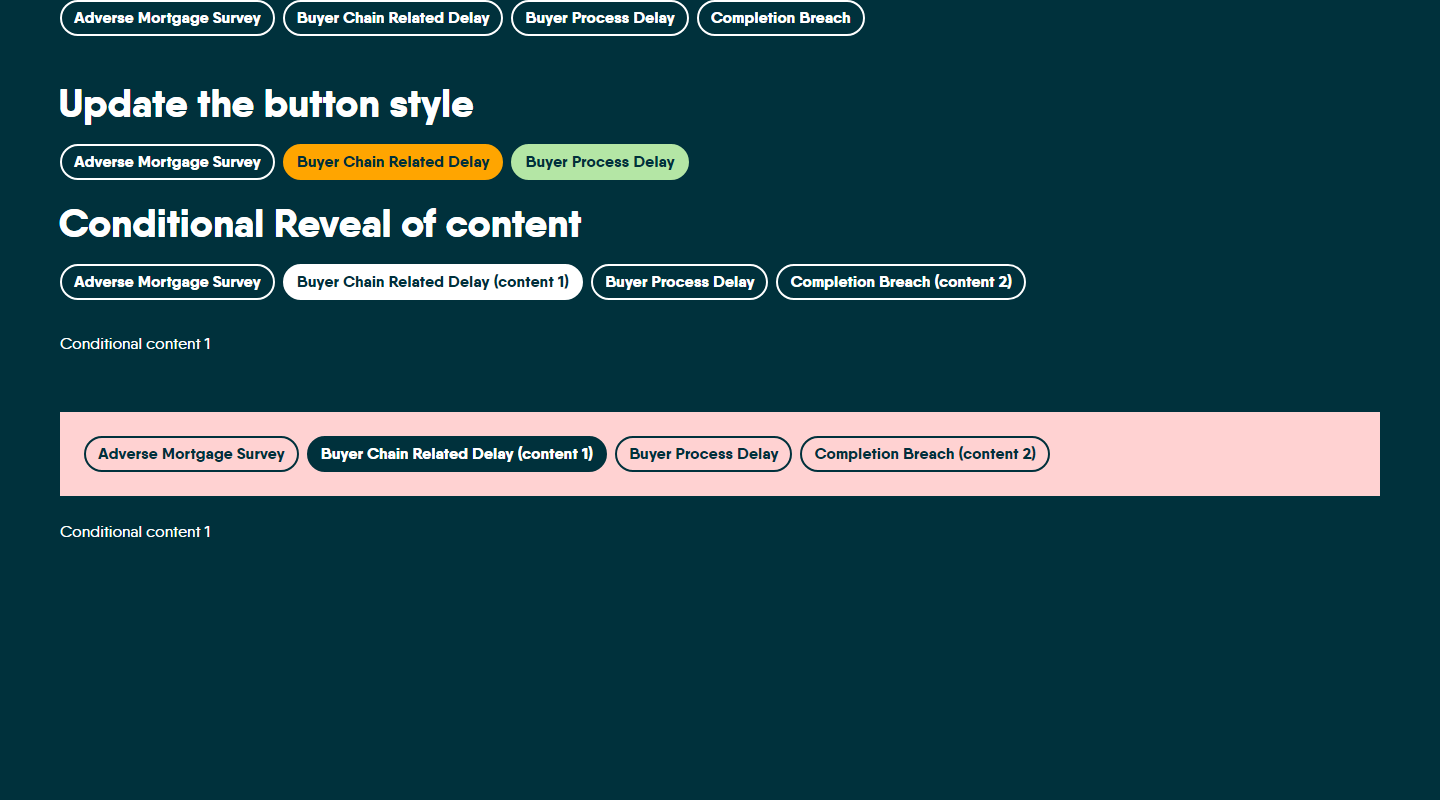 Adverse Mortgage Survey Buyer Chain Related Delay Buyer Process Delay Completion Breach
Update the button style
Adverse Mortgage Survey Buyer Chain Related Delay Buyer Process Delay
Conditional Reveal of content
Adverse Mortgage Survey Buyer Chain Related Delay (content 1) Buyer Process Delay Completion Breach (content 2)
Conditional content 1
Adverse Mortgage Survey Buyer Chain Related Delay (content 1) Buyer Process Delay Completion Breach (content 2)
Conditional content 1